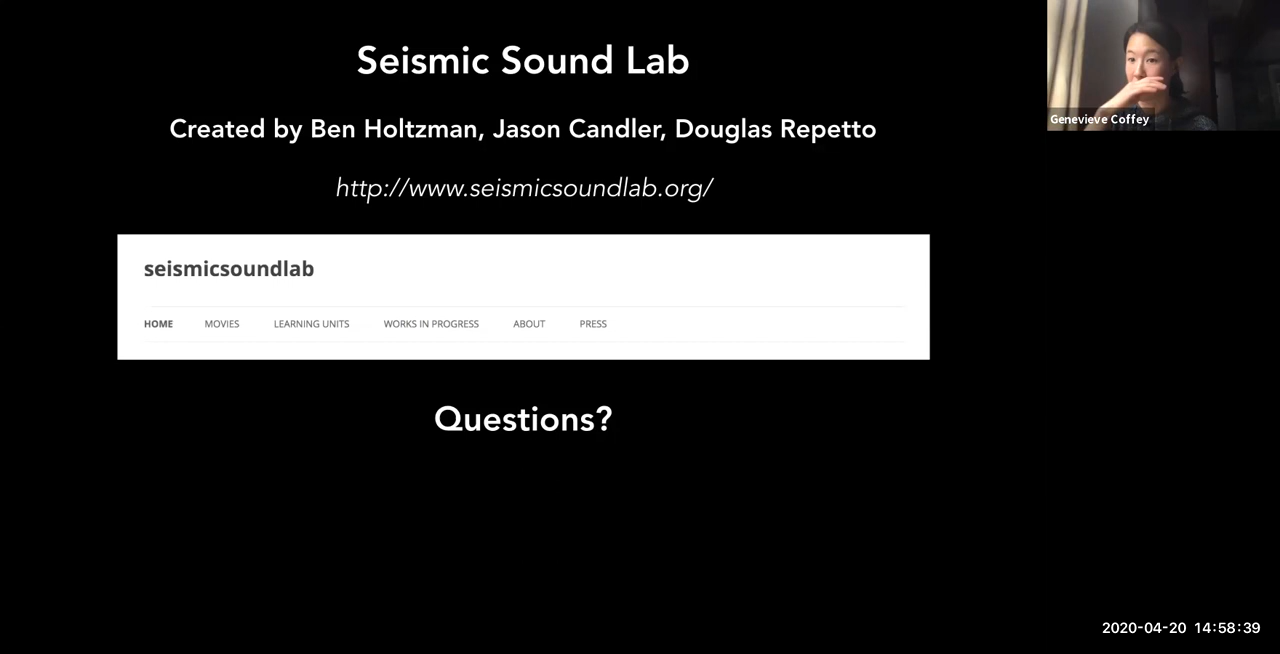 Seismic Sound Lab
Created by Ben Holtzman, Jason Candler, Douglas Repetto
http://www.seismicsoundlab.org/
seismicsoundlab
HOME MOVIES LEARNING UNITS WORKS IN PROGRESS ABOUT PRESS
Questions?
Genevieve Coffey
2020-04-20 14:58:39